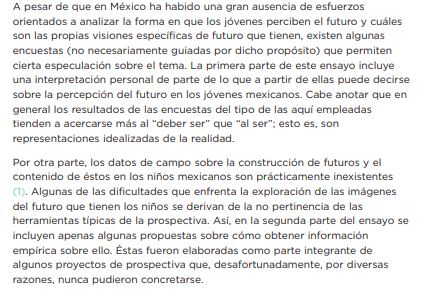 A pesar de que en México ha habido una gran ausencia de esfuerzos
orientados a analizar la forma en que los jóvenes perciben el futuro y cuáles
son las propias visiones específicas de futuro que tienen, existen algunas
encuestas (no necesariamente guiadas por dicho propósito) que permiten
cierta especulación sobre el tema. La primera parte de este ensayo incluye
una interpretación personal de parte de lo que a partir de ellas puede decirse
sobre la percepción del futuro en los jóvenes mexicanos. Cabe anotar que en
general los resultados de las encuestas del tipo de las aquí empleadas
tienden a acercarse más al “deber ser” que “al ser”; esto es, son
representaciones idealizadas de la realidad.
Por otra parte, los datos de campo sobre la construcción de futuros y el
contenido de éstos en los niños mexicanos son prácticamente inexistentes
(1). Algunas de las dificultades que enfrenta la exploración de las imágenes
del futuro que tienen los niños se derivan de la no pertinencia de las
herramientas típicas de la prospectiva. Así, en la segunda parte del ensayo se
incluyen apenas algunas propuestas sobre cómo obtener información
empírica sobre ello. Éstas fueron elaboradas como parte integrante de
algunos proyectos de prospectiva que, desafortunadamente, por diversas
razones, nunca pudieron concretarse.